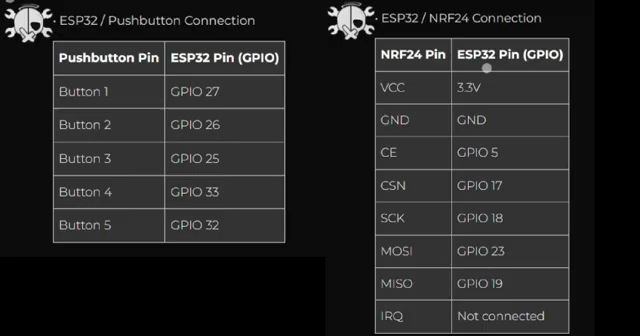 ESP32 / Pushbutton Connection
Pushbutton Pin ESP32 Pin (GPIO)
Button 1 GPIO 27
Button 2 GPIO 26
Button 3 GPIO 25
Button 4 GPIO 33
Button 5 GPIO 32
· ESP32 / NRF24 Connection
NRF24 Pin ESP32 Pin (GPIO)
VCC 3.3V
GND GND
CE GPIO 5
CSN GPIO 17
SCK GPIO 18
MOSI GPIO 23
MISO GPIO 19
IRQ Not connected